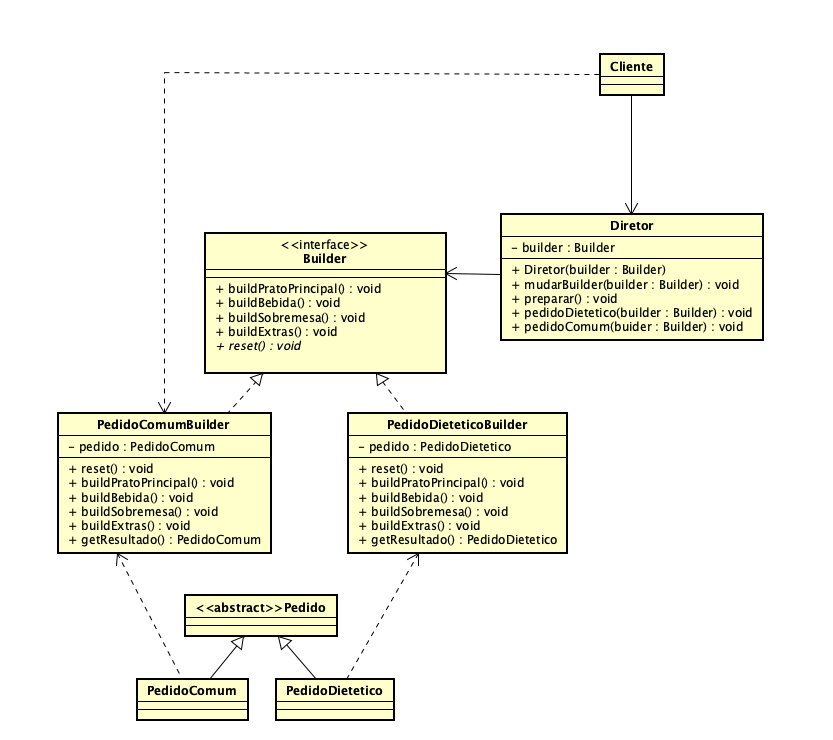 Cliente
Diretor
- builder : Builder
+ Diretor(builder : Builder)
+ mudarBuilder(builder : Builder) : void
+ preparar() : void
+ pedidoDietetico(builder : Builder) : void
+ pedidoComum(buider : Builder) : void
<<interface>>
Builder
+ buildPratoPrincipal() : void
+ buildBebida() : void
+ buildSobremesa() : void
+ buildExtras() : void
+ reset() : void
PedidoComumBuilder
- pedido : PedidoComum
+ reset() : void
+ buildPratoPrincipal() : void
+ buildBebida() : void
+ buildSobremesa() : void
+ buildExtras() : void
+ getResultado() : PedidoComum
PedidoDieteticoBuilder
- pedido : PedidoDietetico
+ reset() : void
+ buildPratoPrincipal() : void
+ buildBebida() : void
+ buildSobremesa() : void
+ buildExtras() : void
+ getResultado() : PedidoDietetico
<<abstract>>Pedido
PedidoComum
PedidoDietetico